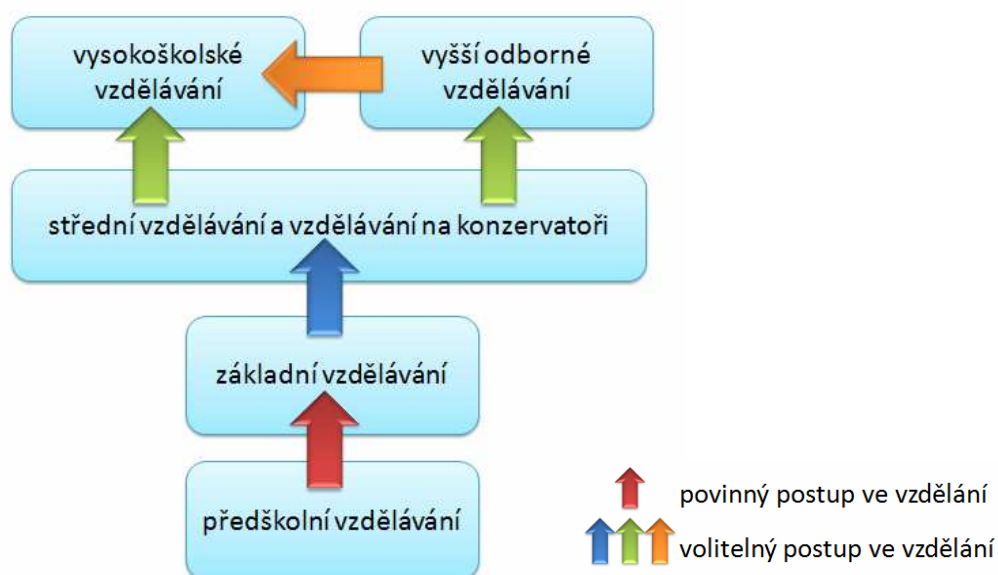 vysokoškolské
vzdělávání
vyšší odborné
vzdělávání
střední vzdělávání a vzdělávání na konzervatoři
základní vzdělávání
předškolní vzdělávání
povinný postup ve vzdělání
volitelný postup ve vzdělání